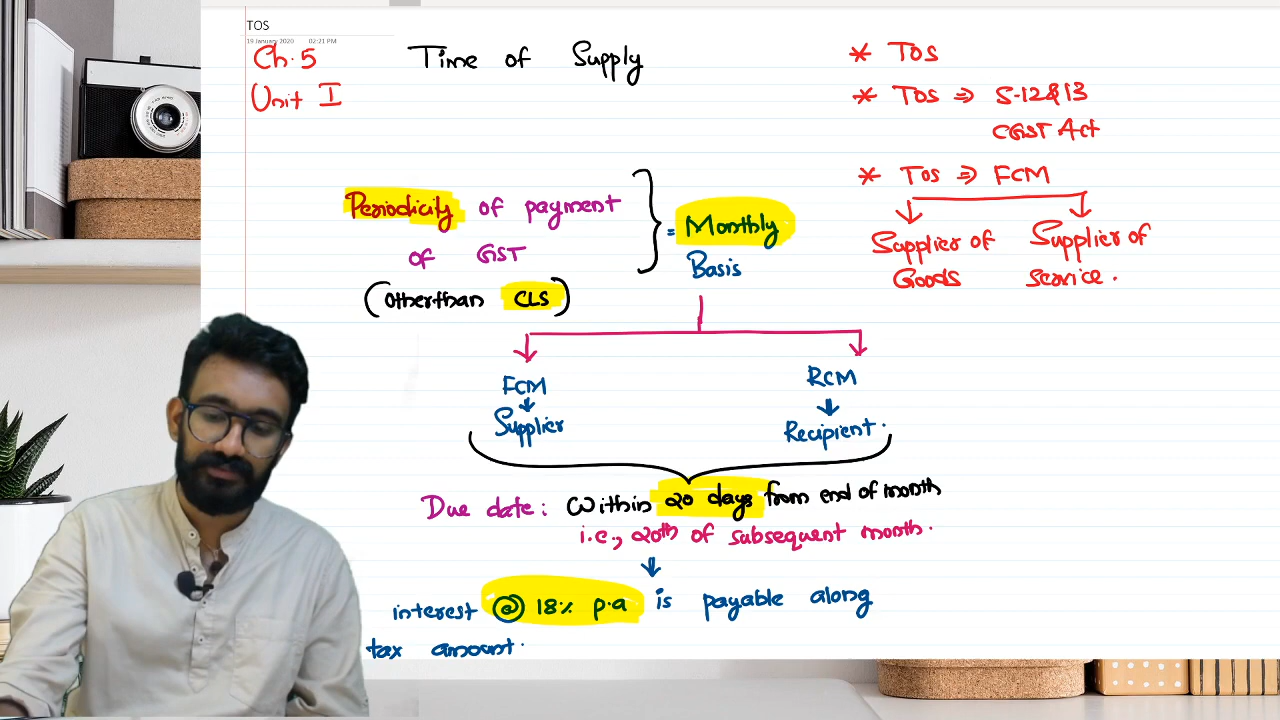 TOS
19 January 2020 02:21 PM
Ch.5
Unit I
Time of Supply
* TOS
* TOS ⇒ S-12&13
CGST Act
* TOS ⇒ FCM
Supplier of Goods
Supplier of service.
Periodicity of payment
of GST
(Other than CLS)
= Monthly
Basis
FCM
Supplier
RCM
Recipient.
Due date: Within 20 days from end of month
i.e., 20th of subsequent month.
interest @ 18% p.a is payable along
tax amount.